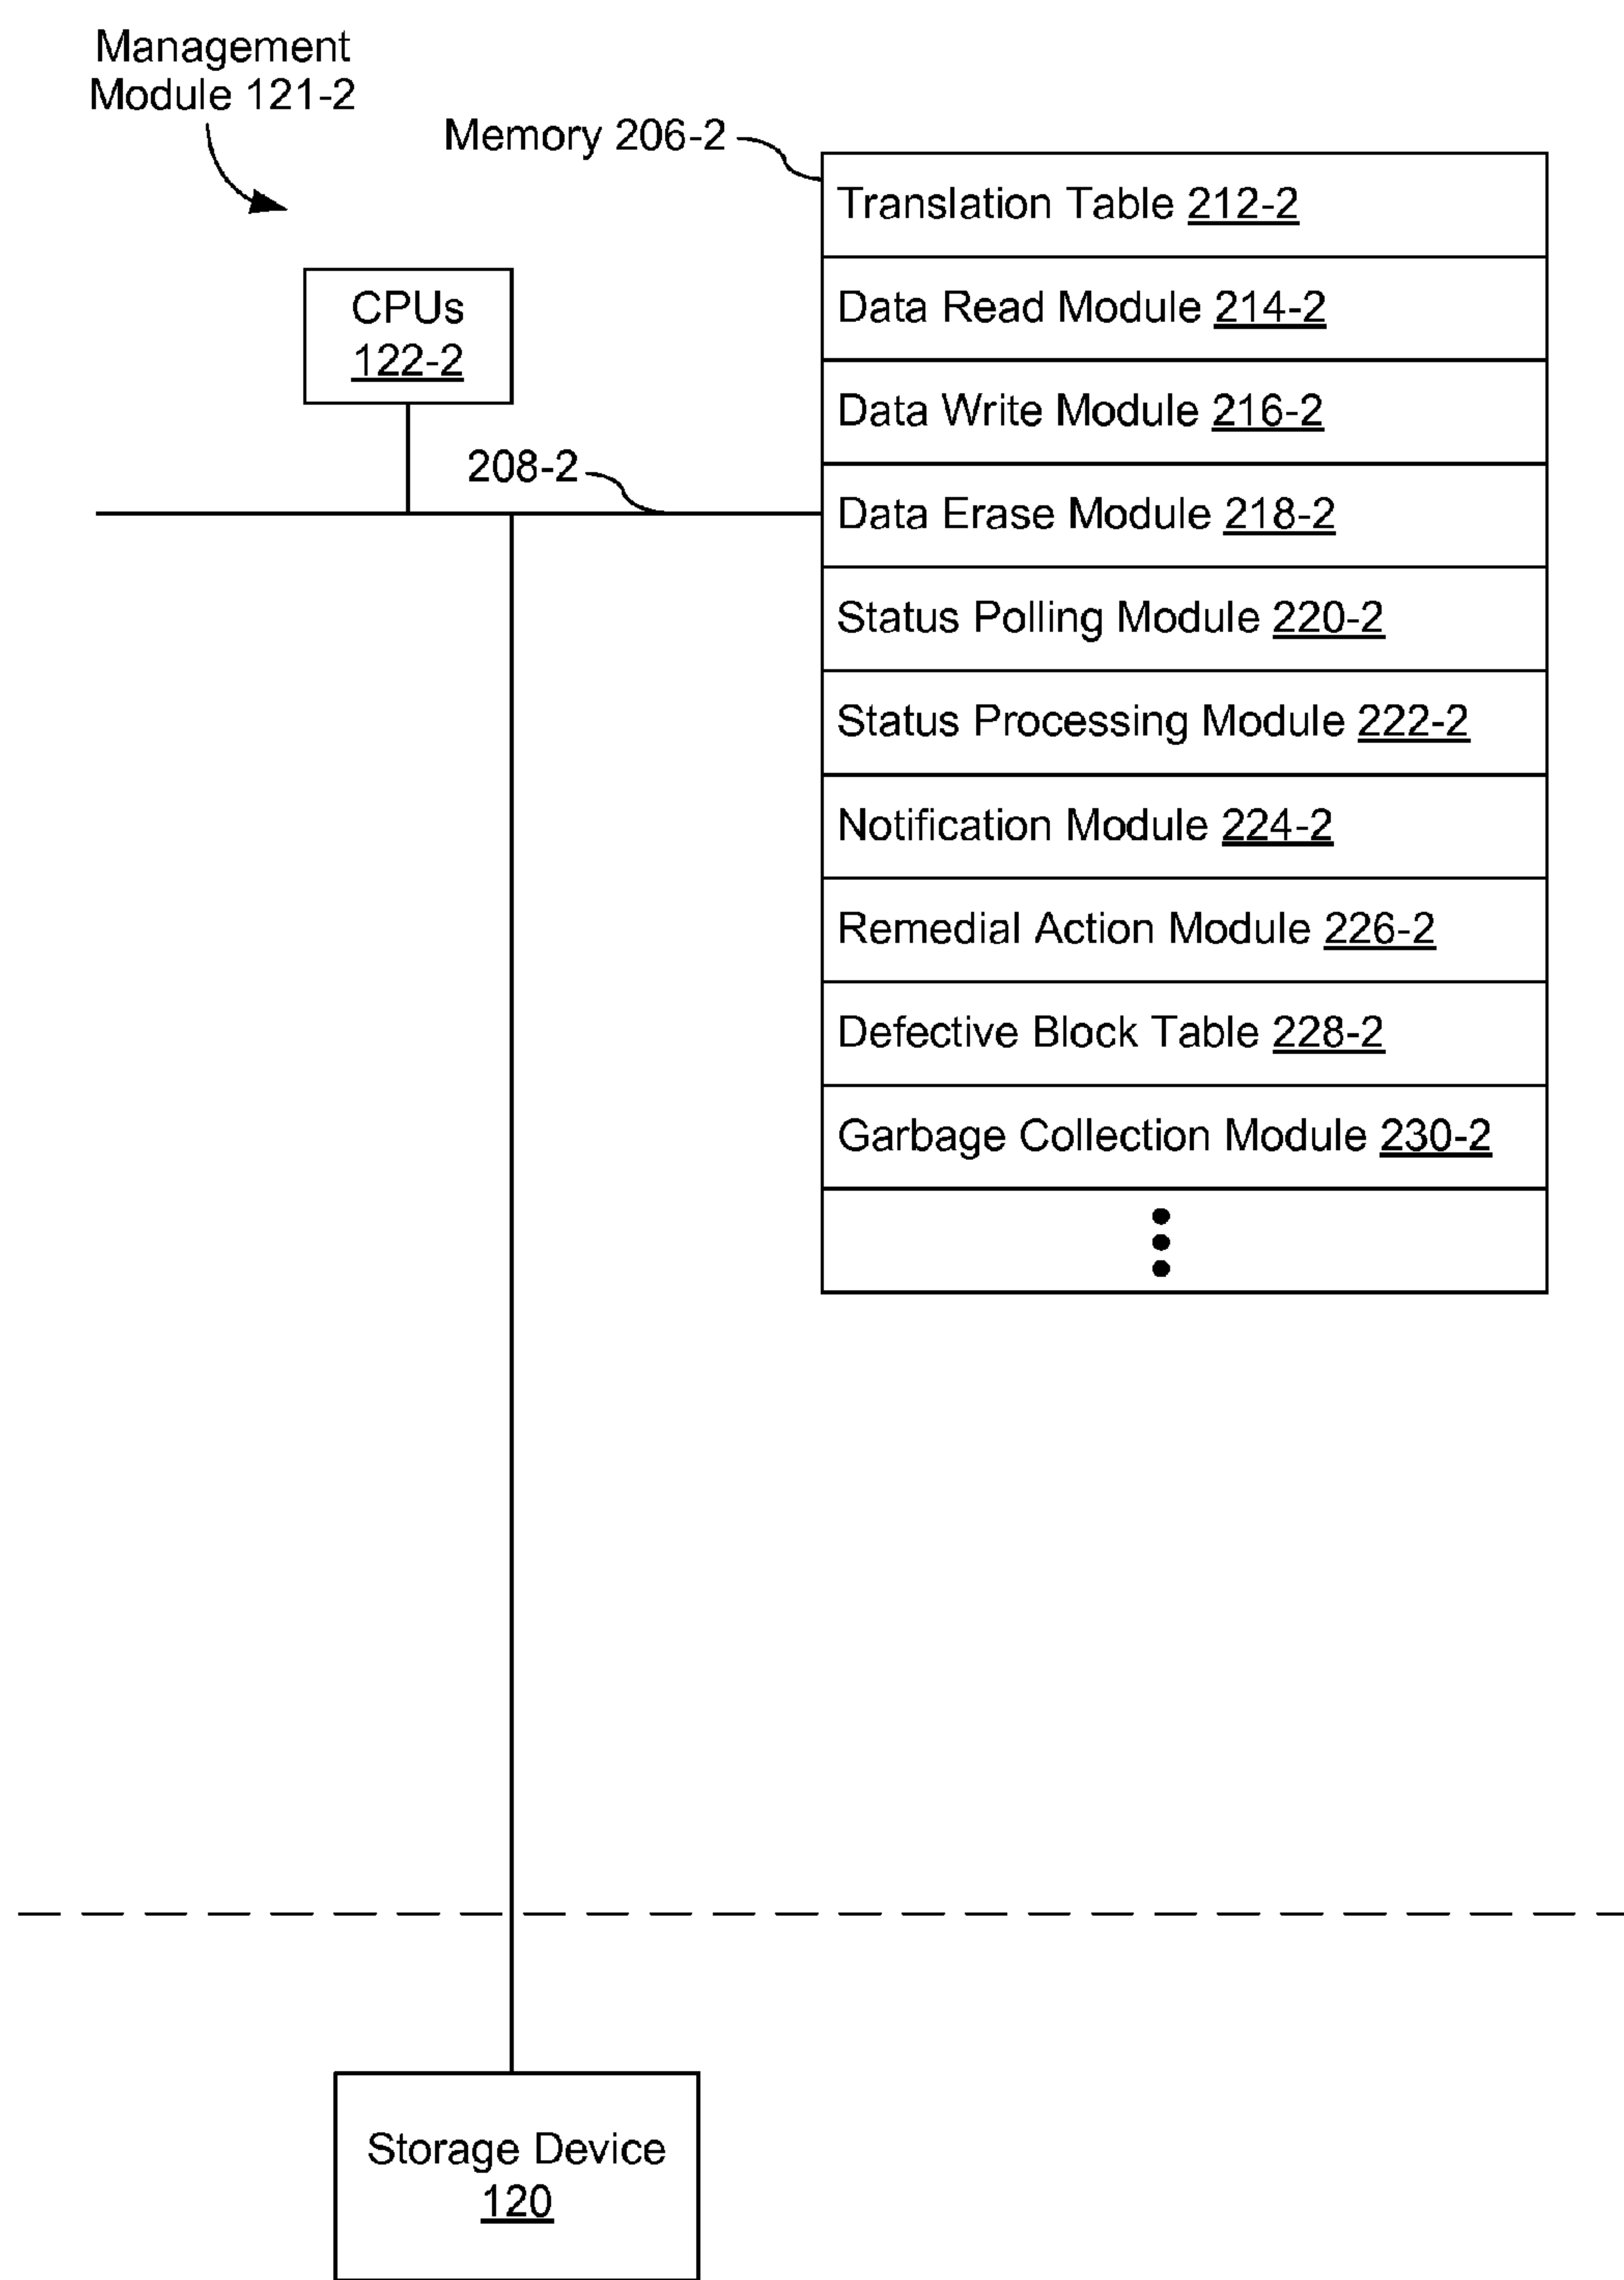 Management
Module 121-2
Memory 206-2
Translation Table 212-2
CPUs
122-2
Data Read Module 214-2
Data Write Module 216-2
208-2
Data Erase Module 218-2
Status Polling Module 220-2
Status Processing Module 222-2
Notification Module 224-2
Remedial Action Module 226-2
Defective Block Table 228-2
Garbage Collection Module 230-2
Storage Device
120